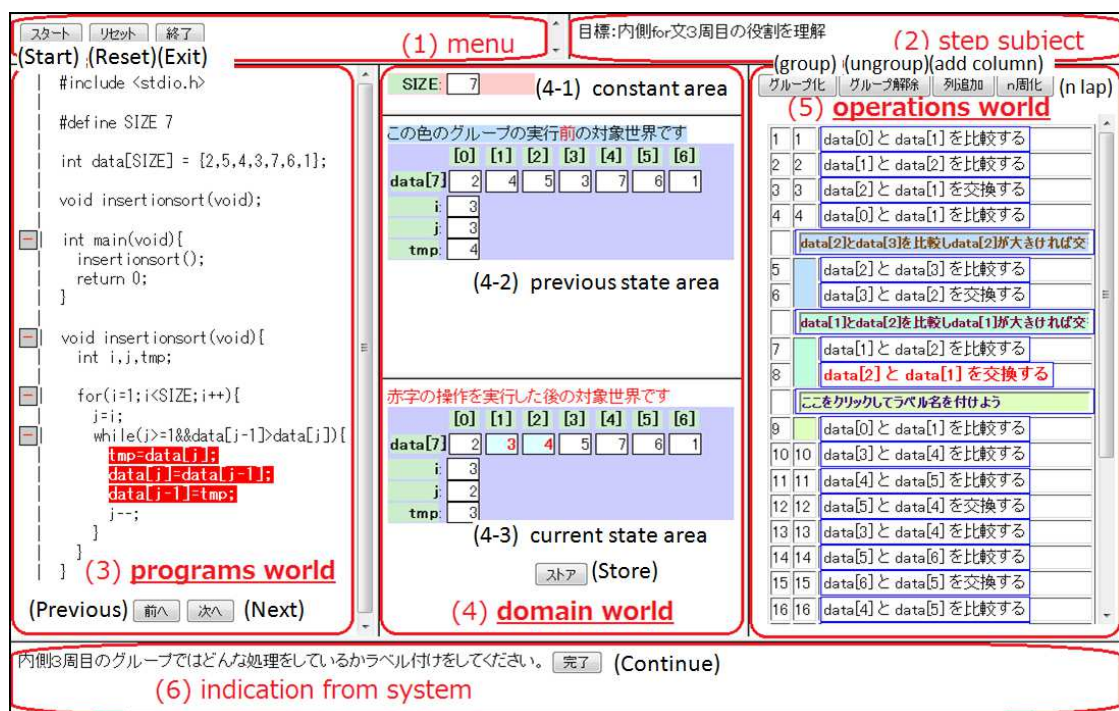 スタート リセット 終了
(Start) (Reset)(Exit)
(1) menu
目標:内側for文3周目の役割を理解
(2) step subject
#include <stdio.h>
#define SIZE 7
int data[SIZE] = {2,5,4,3,7,6,1};
void insertionsort(void);
int main(void){
insertionsort();
return 0;
}
void insertionsort(void){
int i,j,tmp;
for(i=1;i<SIZE;i++){
j=i;
while(j>=1&&data[j-1]>data[j]){
tmp=data[j];
data[j]=data[j-1];
data[j-1]=tmp;
j--;
}
}
}
(3) programs world
(Previous) 前へ 次へ (Next)
SIZE: 7
(4-1) constant area
この色のグループの実行前の対象世界です
[0] [1] [2] [3] [4] [5] [6]
data[7] 2 4 5 3 7 6 1
i: 3
j: 3
tmp: 4
(4-2) previous state area
赤字の操作を実行した後の対象世界です
[0] [1] [2] [3] [4] [5] [6]
data[7] 2 3 4 5 7 6 1
i: 3
j: 2
tmp: 3
(4-3) current state area
ストア (Store)
(4) domain world
(group) (ungroup)(add column)
グループ化 グループ解除 列追加 n周化 (n lap)
(5) operations world
1 1 data[0]と data[1]を比較する
2 2 data[1]と data[2]を比較する
3 3 data[2]と data[1]を交換する
4 4 data[0]と data[1]を比較する
data[2]とdata[3]を比較しdata[2]が大きければ交
5 data[2]と data[3]を比較する
6 data[3]と data[2]を交換する
data[1]とdata[2]を比較しdata[1]が大きければ交
7 data[1]と data[2]を比較する
8 data[2]と data[1]を交換する
ここをクリックしてラベル名を付けよう
9 data[0]と data[1]を比較する
10 10 data[3]と data[4]を比較する
11 11 data[4]と data[5]を比較する
12 12 data[5]と data[4]を交換する
13 13 data[3]と data[4]を比較する
14 14 data[5]と data[6]を比較する
15 15 data[6]と data[5]を交換する
16 16 data[4]と data[5]を比較する
内側3周目のグループではどんな処理をしているかラベル付けをしてください。 完了 (Continue)
(6) indication from system